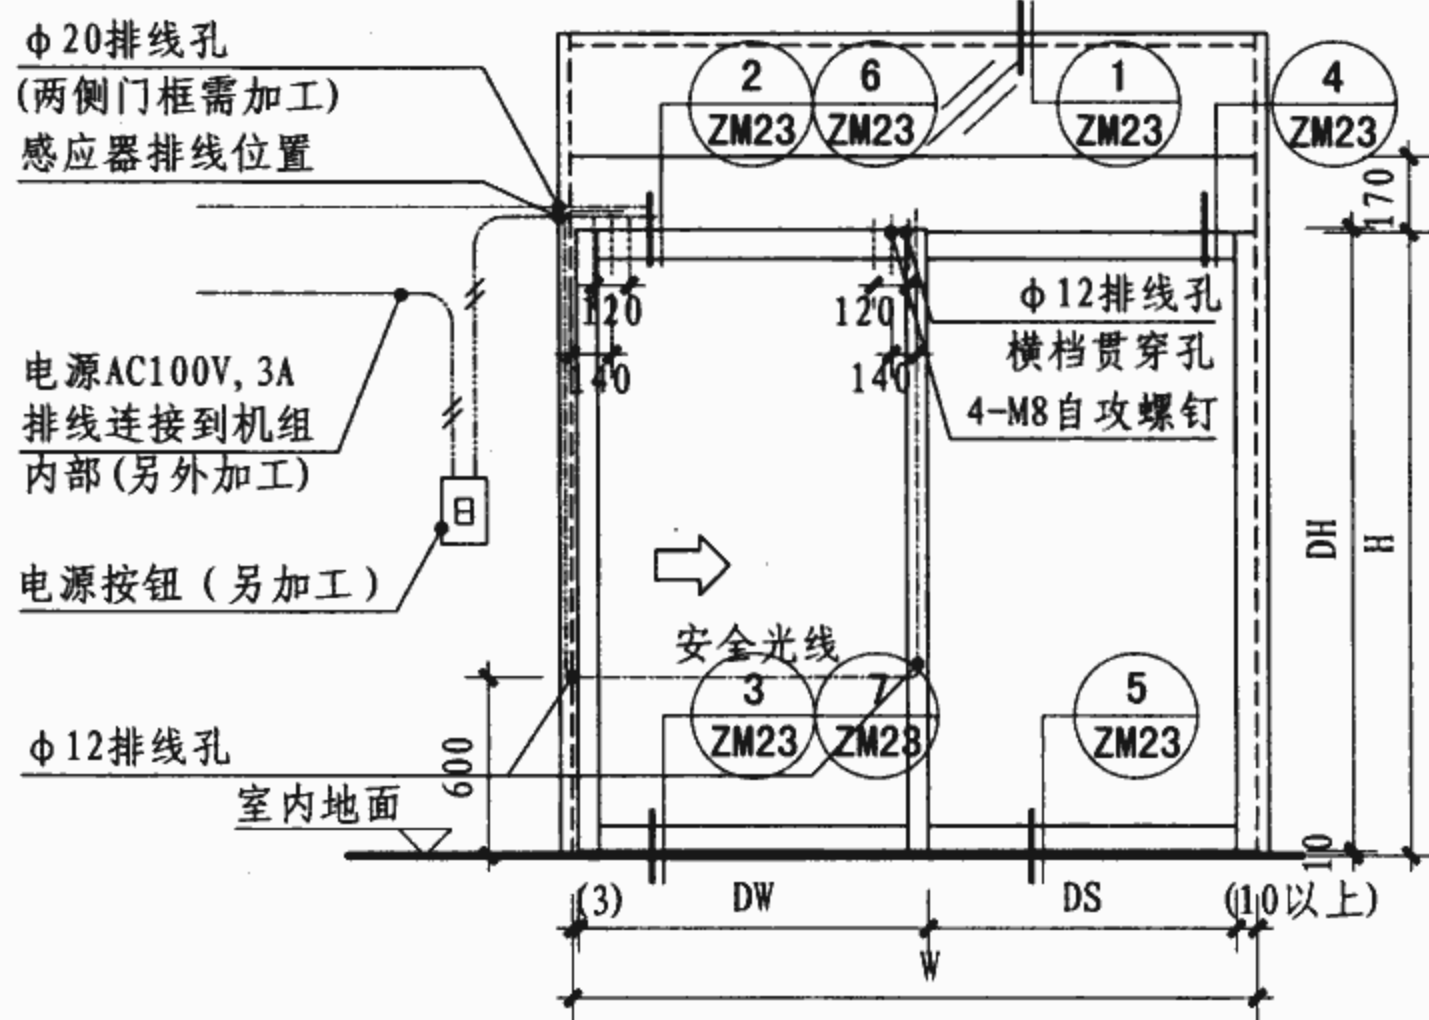 ϕ20排线孔
(两侧门框需加工)
感应器排线位置
2
ZM23
6
ZM23
1
ZM23
4
ZM23
170
120
140
120
140
ϕ12排线孔
横档贯穿孔
4-M8自攻螺钉
电源AC100V,3A
排线连接到机组
内部(另外加工)
电源按钮(另加工)
DH
H
安全光线
3
ZM23
7
ZM23
5
ZM23
ϕ12排线孔
600
室内地面
10
(3)
DW
DS
(10以上)
W